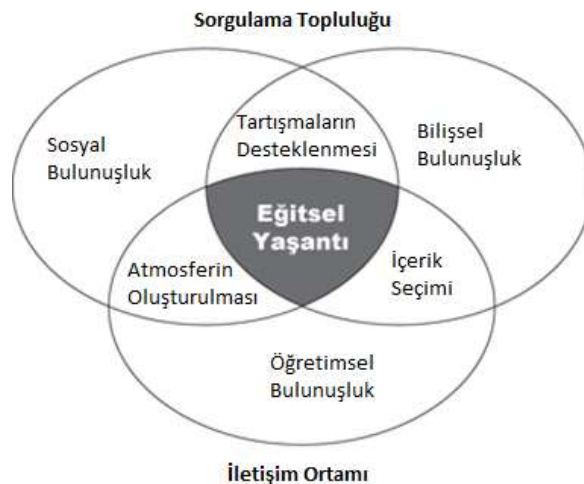 Sorgulama Topluluğu
Tartışmaların
Desteklenmesi
Sosyal
Bulunuşluk
Bilişsel
Bulunuşluk
Eğitsel
Yaşantı
Atmosferin
Oluşturulması
İçerik
Seçimi
Öğretimsel
Bulunuşluk
İletişim Ortamı